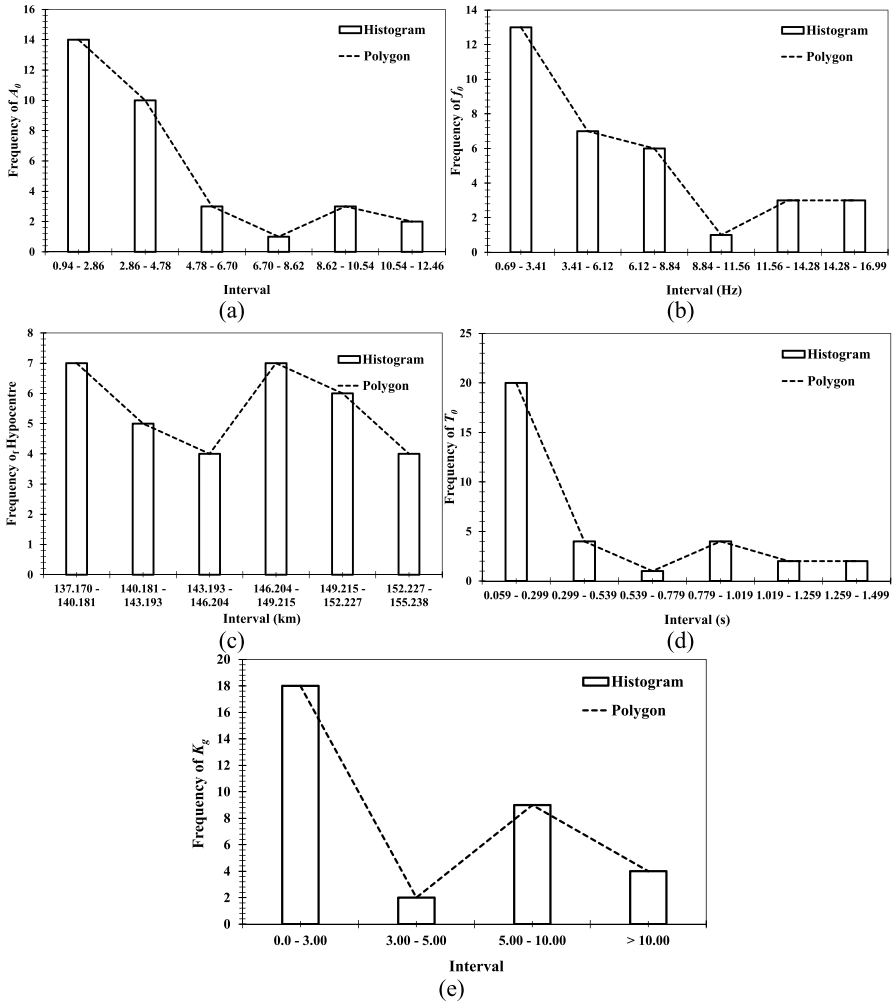 16
14
12
10
8
6
4
2
0
Frequency of A0
Histogram
Polygon
0.94 - 2.86 2.86 - 4.78 4.78 - 6.70 6.70 - 8.62 8.62 - 10.54 10.54 - 12.46
Interval
(a)
14
12
10
8
6
4
2
0
Frequency of f0
Histogram
Polygon
0.69 - 3.41 3.41 - 6.12 6.12 - 8.84 8.84 - 11.56 11.56 - 14.28 14.28 - 16.99
Interval (Hz)
(b)
8
7
6
5
4
3
2
1
0
Frequency of Hypocentre
Histogram
Polygon
137.170 - 140.181 - 143.193 - 146.204 - 149.215 - 152.227 -
140.181 143.193 146.204 149.215 152.227 155.238
Interval (km)
(c)
25
20
15
10
5
0
Frequency of T0
Histogram
Polygon
0.059 - 0.299 0.299 - 0.539 0.539 - 0.779 0.779 - 1.019 1.019 - 1.259 1.259 - 1.499
Interval (s)
(d)
20
18
16
14
12
10
8
6
4
2
0
Frequency of Kg
Histogram
Polygon
0.0 - 3.00 3.00 - 5.00 5.00 - 10.00 > 10.00
Interval
(e)